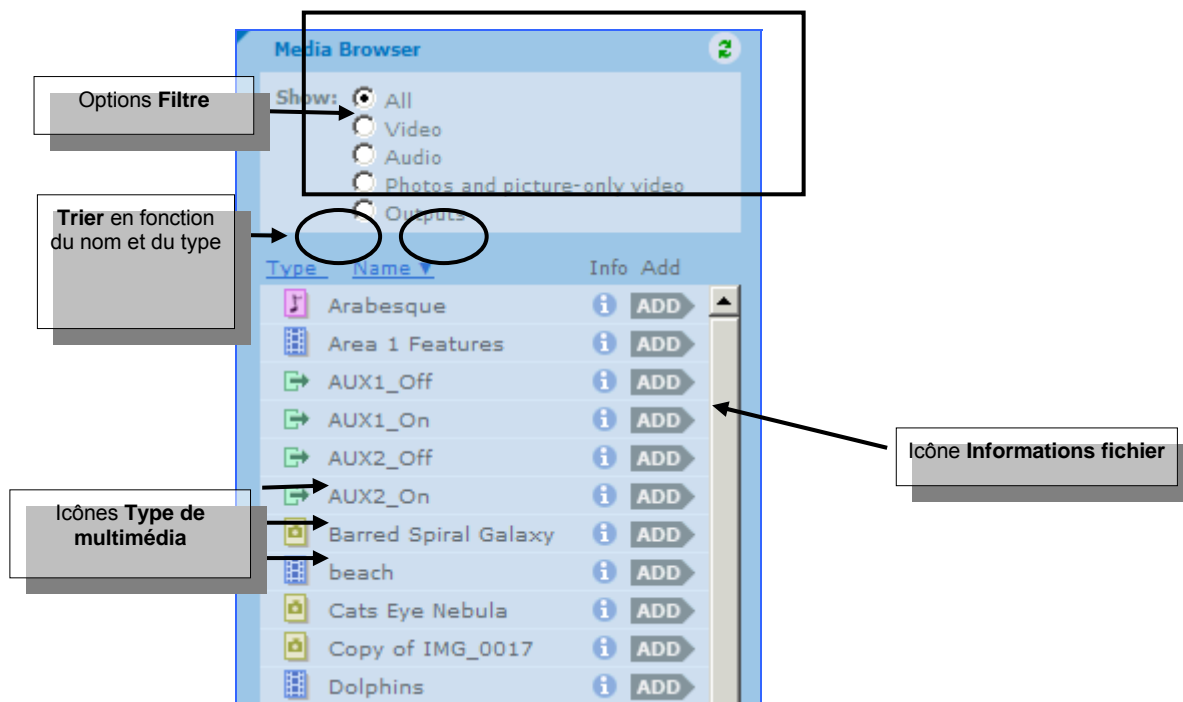 Media Browser
Options Filtre
Show:
All
Video
Audio
Photos and picture-only video
Outputs
Trier en fonction
du nom et du type
Type Name ▼ Info Add
Arabesque ADD
Area 1 Features ADD
AUX1_Off ADD
AUX1_On ADD
AUX2_Off ADD
AUX2_On ADD
Barred Spiral Galaxy ADD
beach ADD
Cats Eye Nebula ADD
Copy of IMG_0017 ADD
Dolphins ADD
Icône Informations fichier
Icônes Type de
multimédia